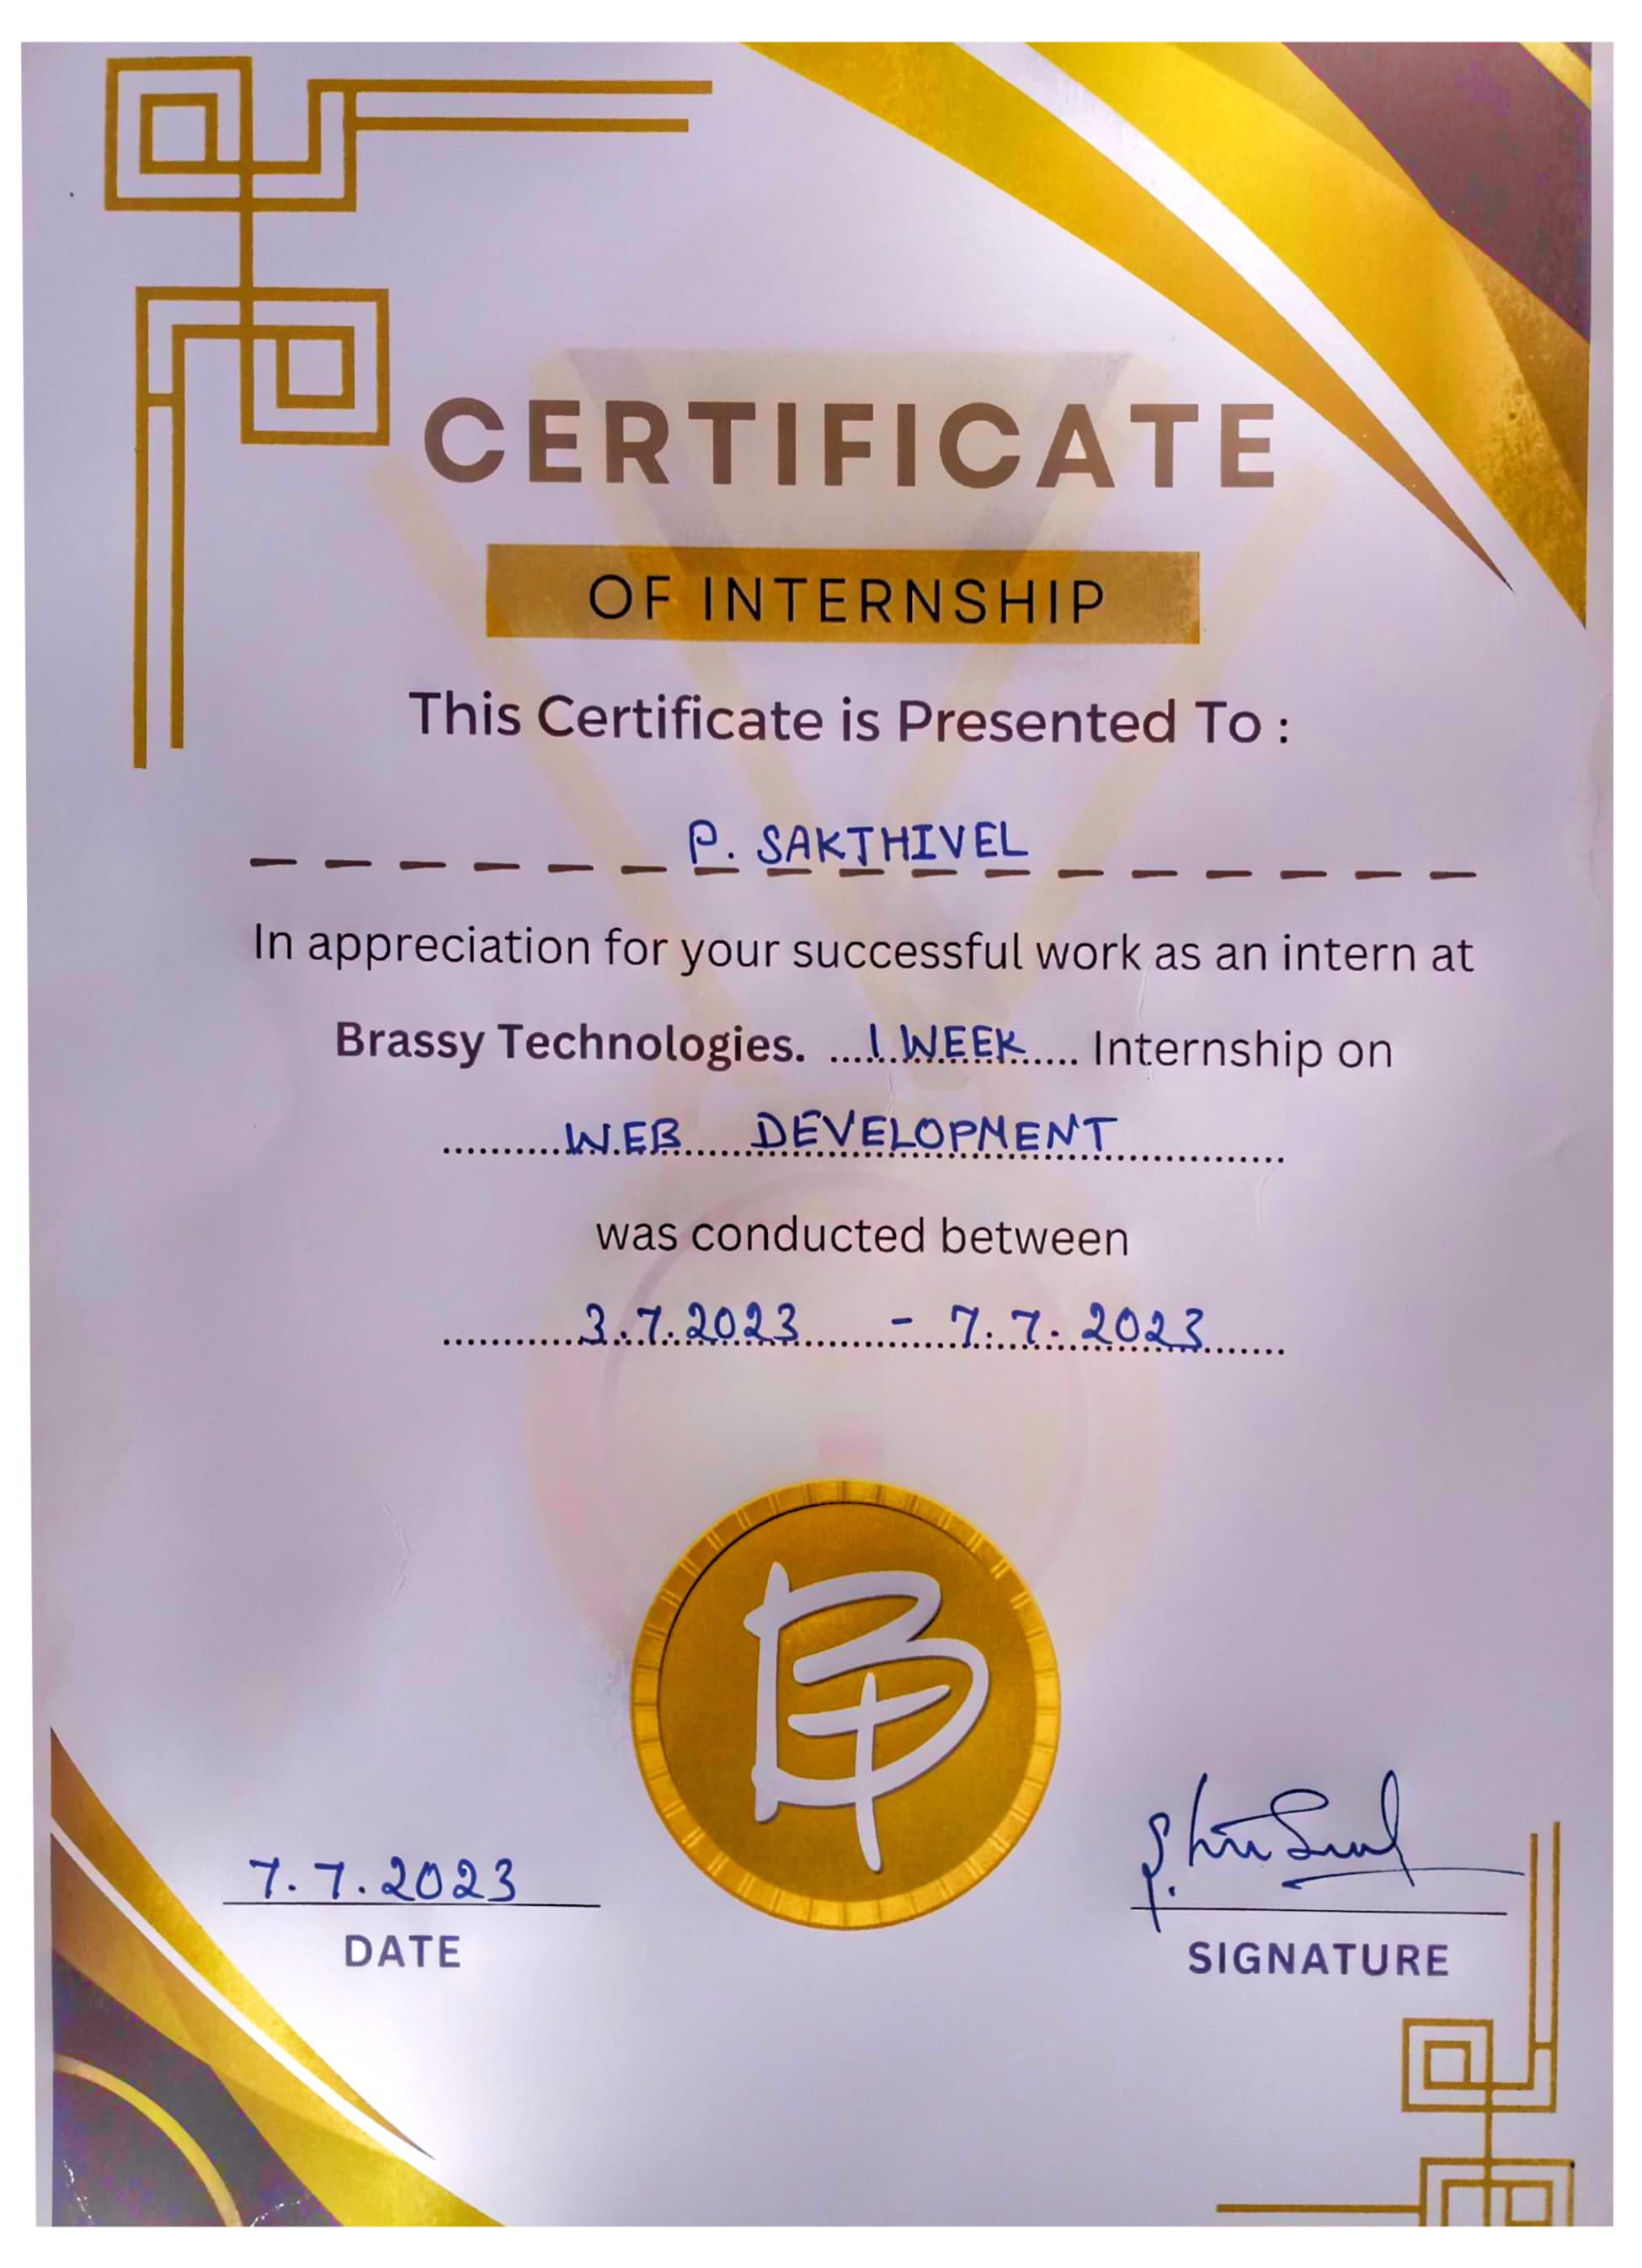 CERTIFICATE
OF INTERNSHIP
This Certificate is Presented To :
P. SAKTHIVEL
In appreciation for your successful work as an intern at
Brassy Technologies. 1 WEEK Internship on
WEB DEVELOPMENT
was conducted between
3.7.2023 - 7.7.2023
BT
7.7.2023
DATE
SIGNATURE